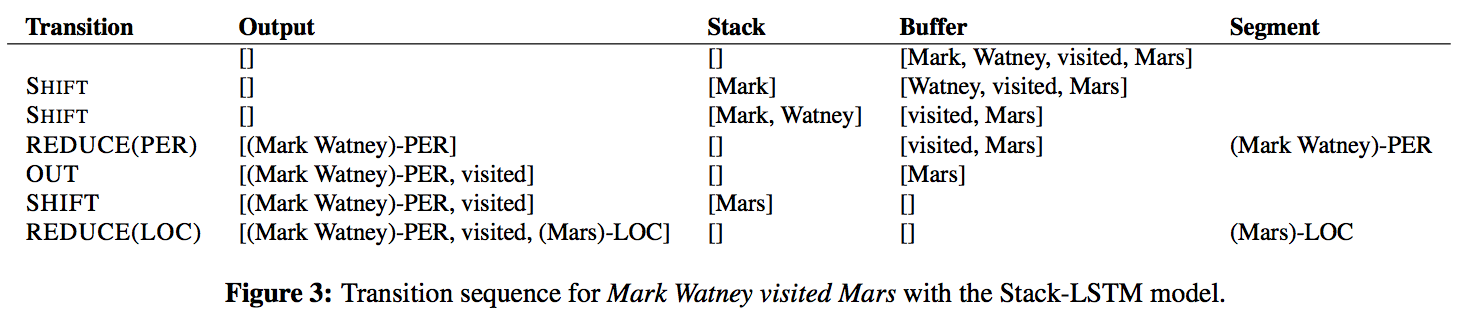 Transition Output Stack Buffer Segment
[] [] [Mark, Watney, visited, Mars]
SHIFT [] [Mark] [Watney, visited, Mars]
SHIFT [] [Mark, Watney] [visited, Mars]
REDUCE(PER) [(Mark Watney)-PER] [] [visited, Mars] (Mark Watney)-PER
OUT [(Mark Watney)-PER, visited] [] [Mars]
SHIFT [(Mark Watney)-PER, visited] [Mars] []
REDUCE(LOC) [(Mark Watney)-PER, visited, (Mars)-LOC] [] [] (Mars)-LOC
Figure 3: Transition sequence for Mark Watney visited Mars with the Stack-LSTM model.